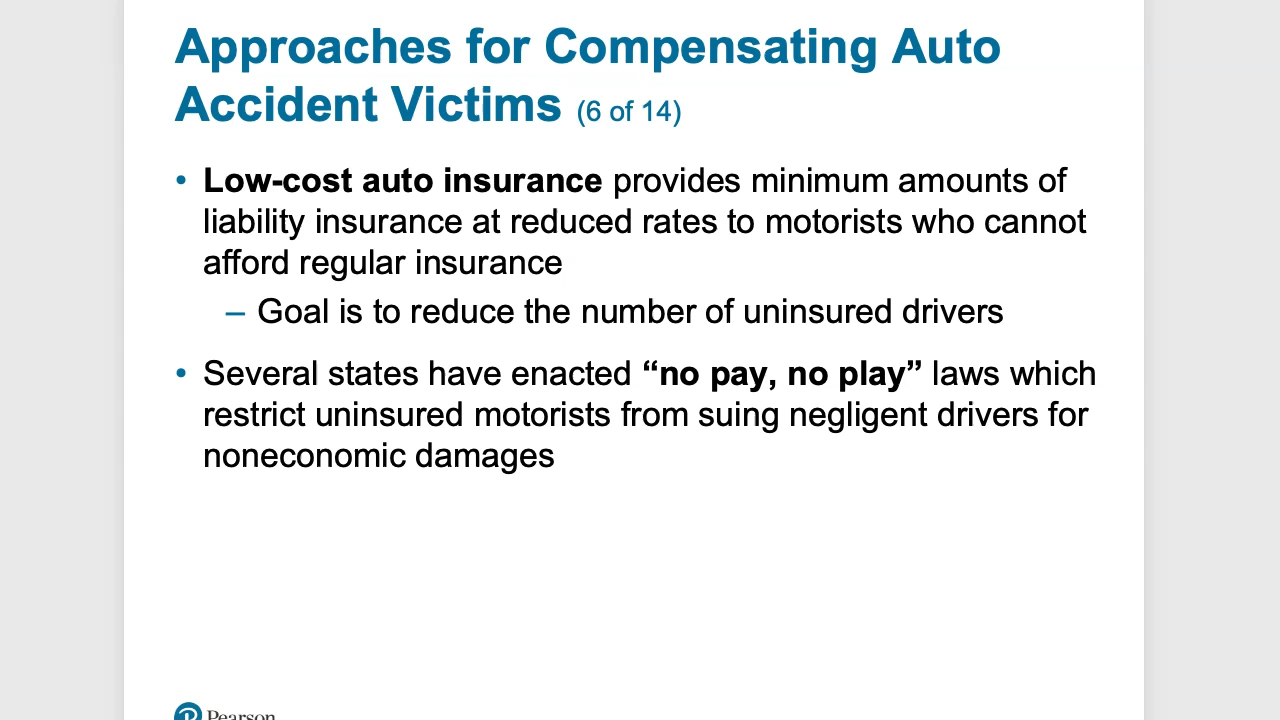 Approaches for Compensating Auto
Accident Victims (6 of 14)
• Low-cost auto insurance provides minimum amounts of
liability insurance at reduced rates to motorists who cannot
afford regular insurance
– Goal is to reduce the number of uninsured drivers
• Several states have enacted “no pay, no play” laws which
restrict uninsured motorists from suing negligent drivers for
noneconomic damages
Pearson